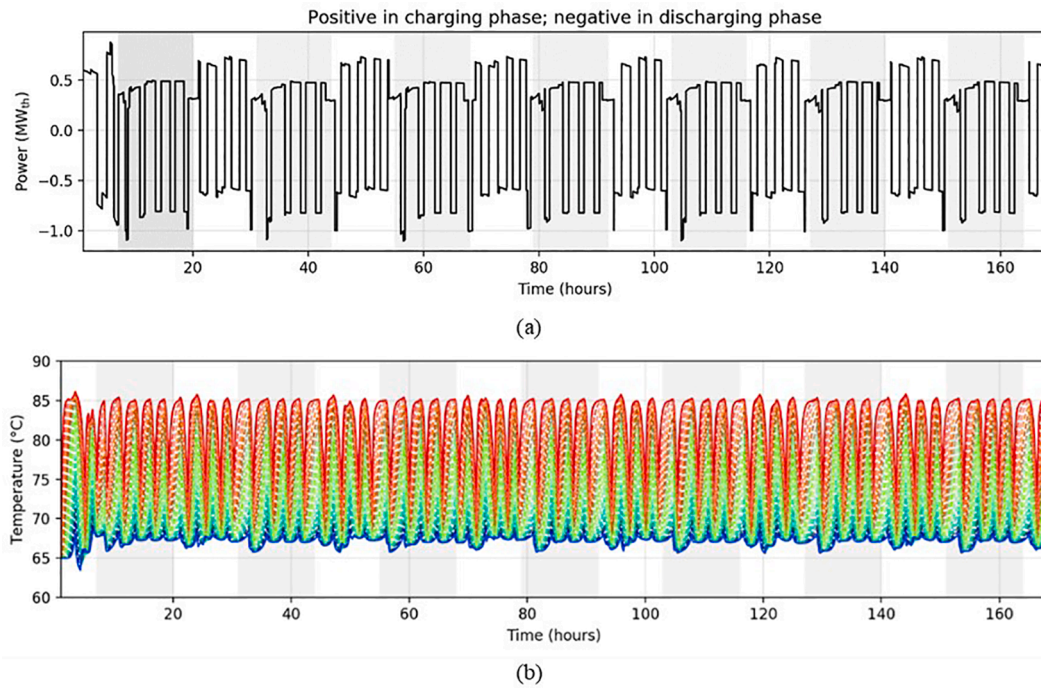 Positive in charging phase; negative in discharging phase
Power (MWth)
0.5
0.0
−0.5
−1.0
20 40 60 80 100 120 140 160
Time (hours)
(a)
Temperature (°C)
90
85
80
75
70
65
60
20 40 60 80 100 120 140 160
Time (hours)
(b)